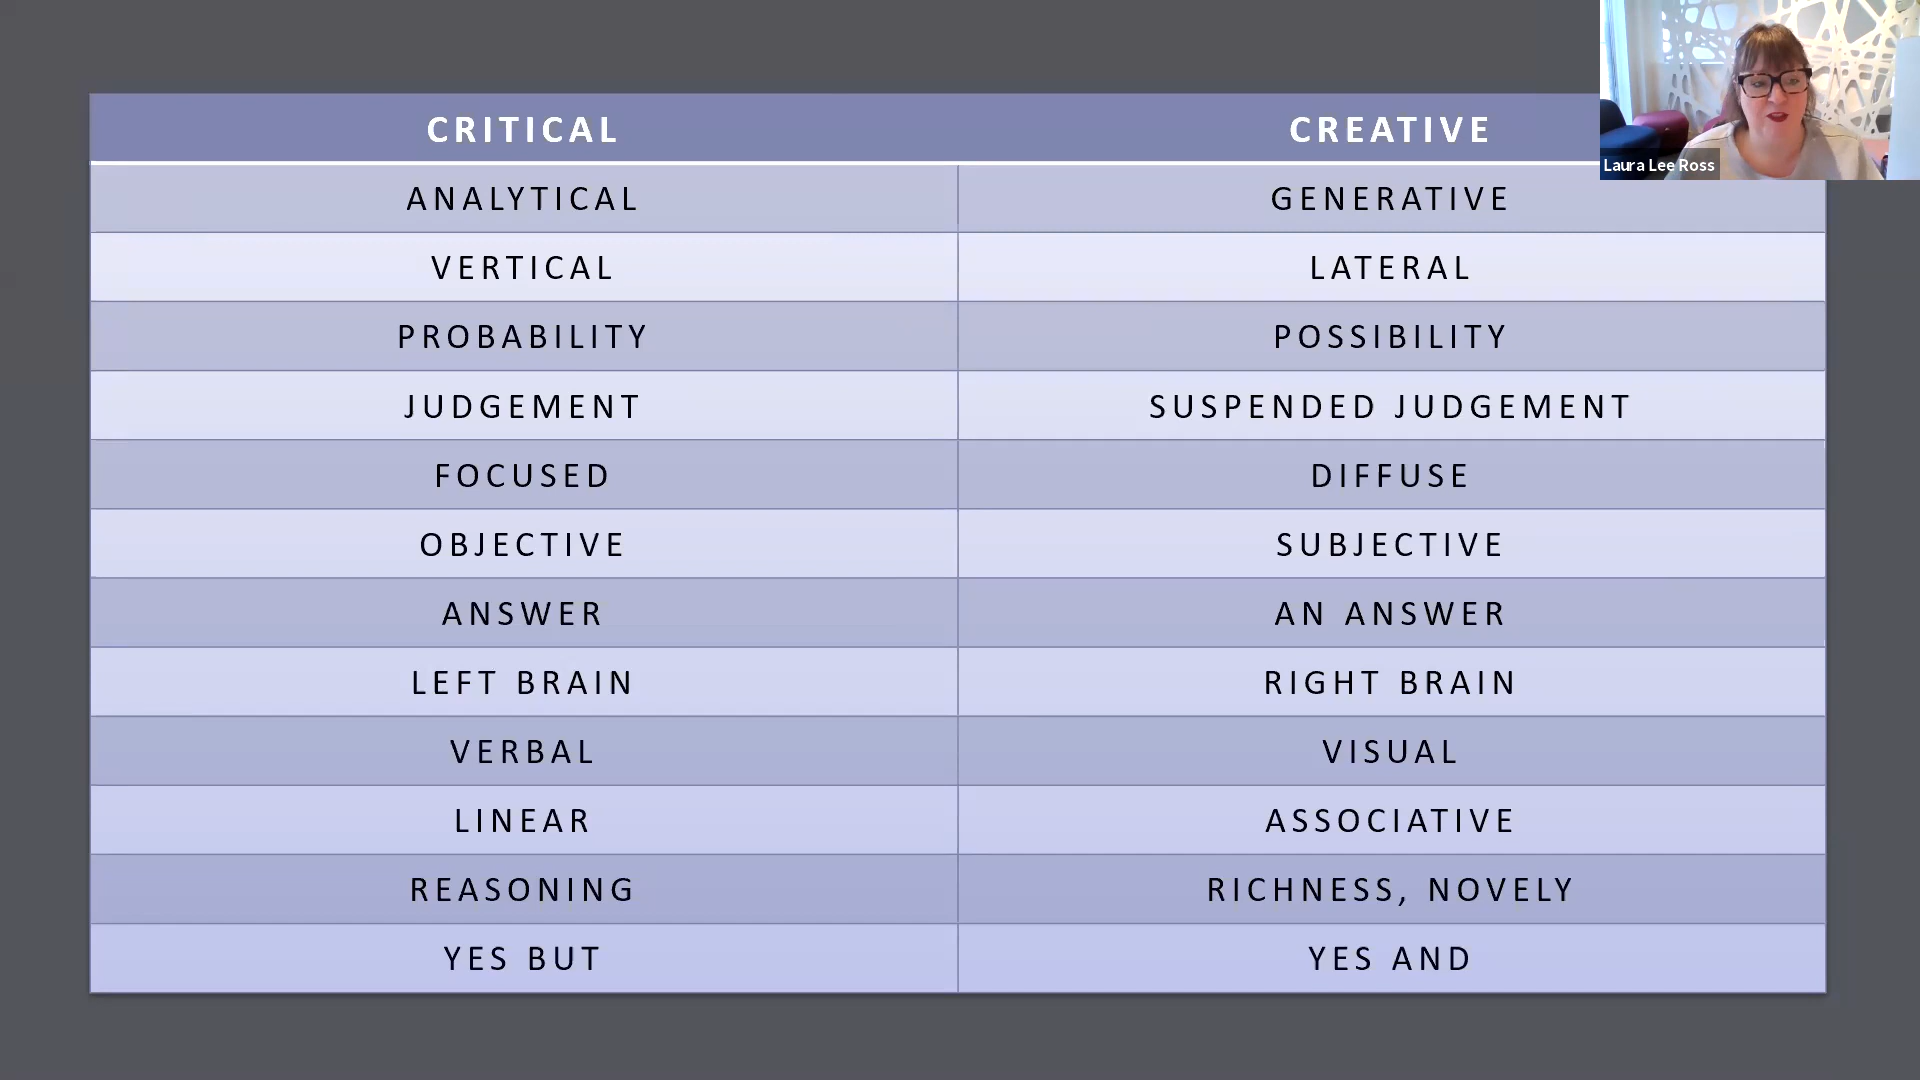 CRITICAL CREATIVE
Laura Lee Ross
ANALYTICAL GENERATIVE
VERTICAL LATERAL
PROBABILITY POSSIBILITY
JUDGEMENT SUSPENDED JUDGEMENT
FOCUSED DIFFUSE
OBJECTIVE SUBJECTIVE
ANSWER AN ANSWER
LEFT BRAIN RIGHT BRAIN
VERBAL VISUAL
LINEAR ASSOCIATIVE
REASONING RICHNESS, NOVELY
YES BUT YES AND